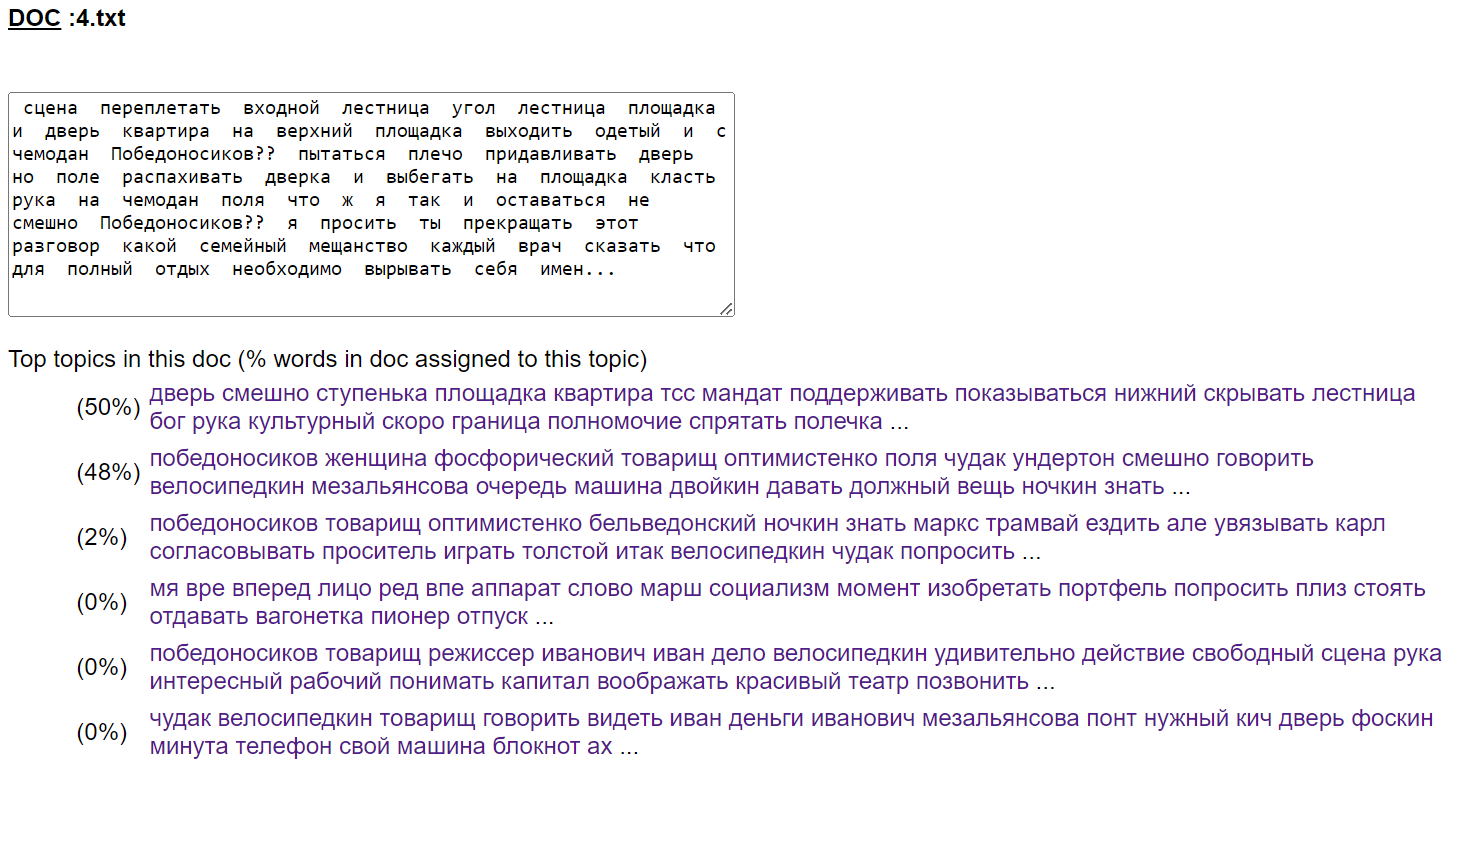 DOC :4.txt
сцена переплетать входной лестница угол лестница площадка
и дверь квартира на верхний площадка выходить одетый и с
чемодан Победоносиков?? пытаться плечо придавливать дверь
но поле распахивать дверка и выбегать на площадка класть
рука на чемодан поля что ж я так и оставаться не
смешно Победоносиков?? я просить ты прекращать этот
разговор какой семейный мещанство каждый врач сказать что
для полный отдых необходимо вырывать себя имен...
Top topics in this doc (% words in doc assigned to this topic)
(50%) дверь смешно ступенька площадка квартира тсс мандат поддерживать показываться нижний скрывать лестница
бог рука культурный скоро граница полномочие спрятать полечка ...
(48%) победоносиков женщина фосфорический товарищ оптимистенко поля чудак ундертон смешно говорить
велосипедкин мезальянсова очередь машина двойкин давать должный вещь ночкин знать ...
(2%) победоносиков товарищ оптимистенко бельведонский ночкин знать маркс трамвай ездить але увязывать карл
согласовывать проситель играть толстой итак велосипедкин чудак попросить ...
(0%) мя вре вперед лицо ред впе аппарат слово марш социализм момент изобретать портфель попросить плиз стоять
отдавать вагонетка пионер отпуск ...
(0%) победоносиков товарищ режиссер иванович иван дело велосипедкин удивительно действие свободный сцена рука
интересный рабочий понимать капитал воображать красивый театр позвонить ...
(0%) чудак велосипедкин товарищ говорить видеть иван деньги иванович мезальянсова понт нужный кич дверь фоскин
минута телефон свой машина блокнот ах ...